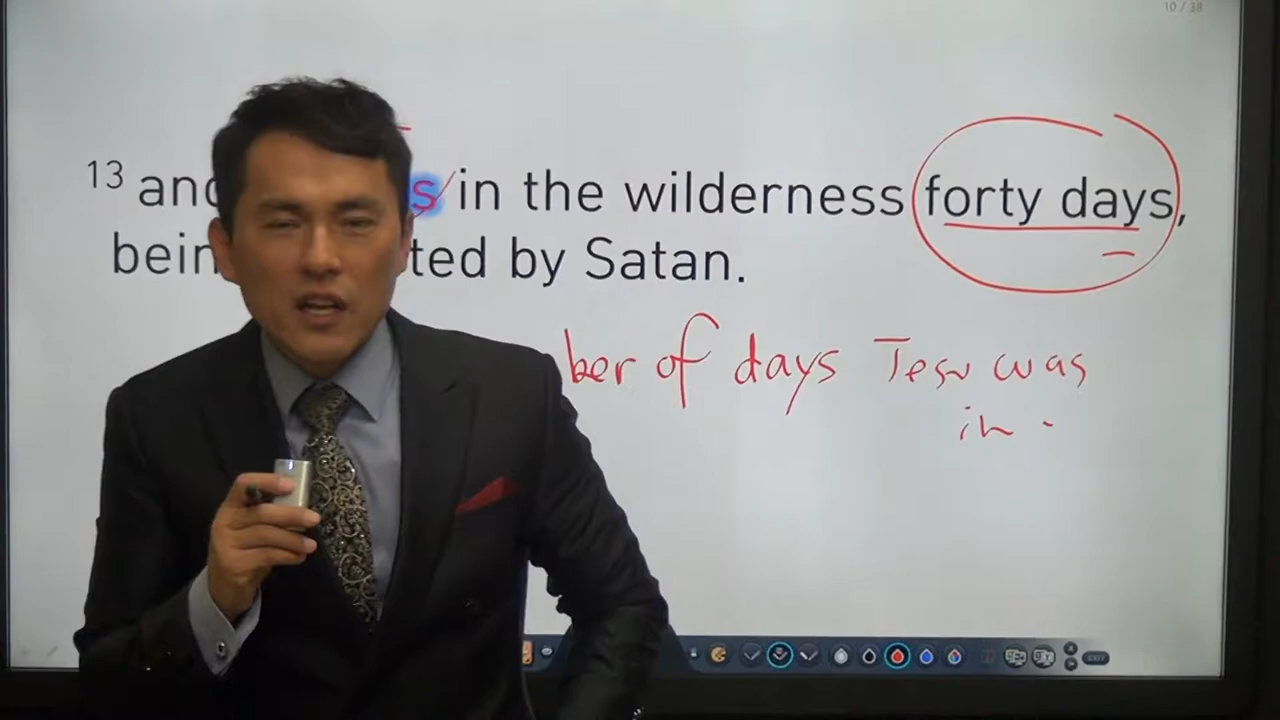 10 / 38
13 and s in the wilderness forty days,
bein ted by Satan.
ber of days Jesu was
in
EXIT